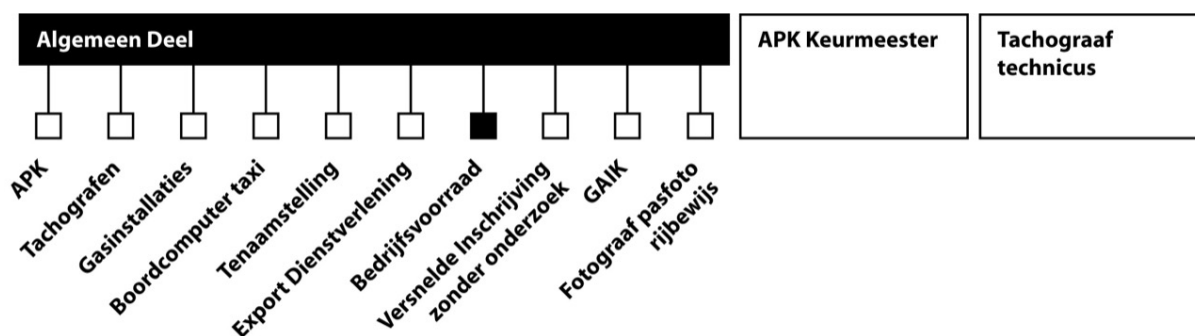 Algemeen Deel
APK Keurmeester
Tachograaf
technicus
APK
Tachografen
Gasinstallaties
Boordcomputer taxi
Tenaamstelling
Export Dienstverlening
Bedrijfsvoorraad
Versnelde Inschrijving
zonder onderzoek
GAIK
Fotograaf pasfoto
rijbewijs